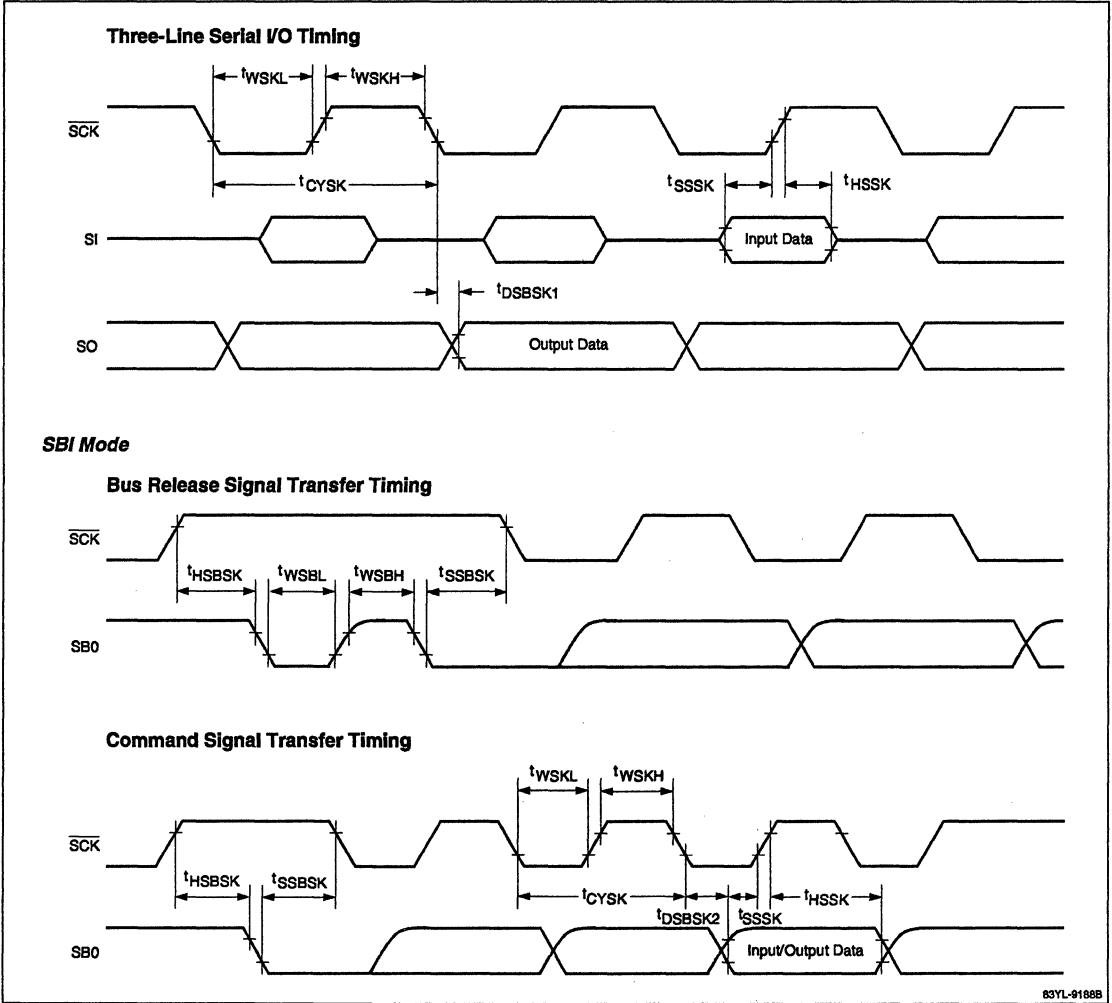 Three-Line Serial I/O Timing
tWSKL tWSKH
SCK
tCYSK tSSSK tHSSK
SI Input Data
tDSBSK1
SO Output Data
SBI Mode
Bus Release Signal Transfer Timing
SCK
tHSBSK tWSBL tWSBH tSSBSK
SB0
Command Signal Transfer Timing
tWSKL tWSKH
SCK
tHSBSK tSSBSK tCYSK tHSSK
tDSBSK2 tSSSK
SB0 Input/Output Data
83YL-9188B